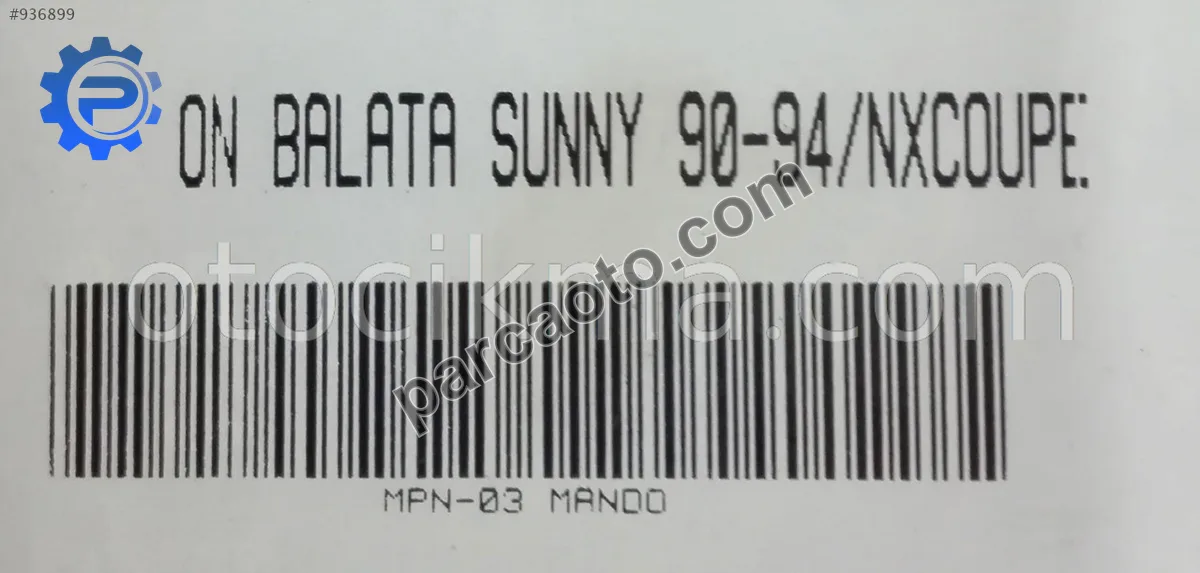 #936899
ON BALATA SUNNY 90-94/NXCOUPE:
otocikma.com
parcaoto.com
MPN-03 MANDO